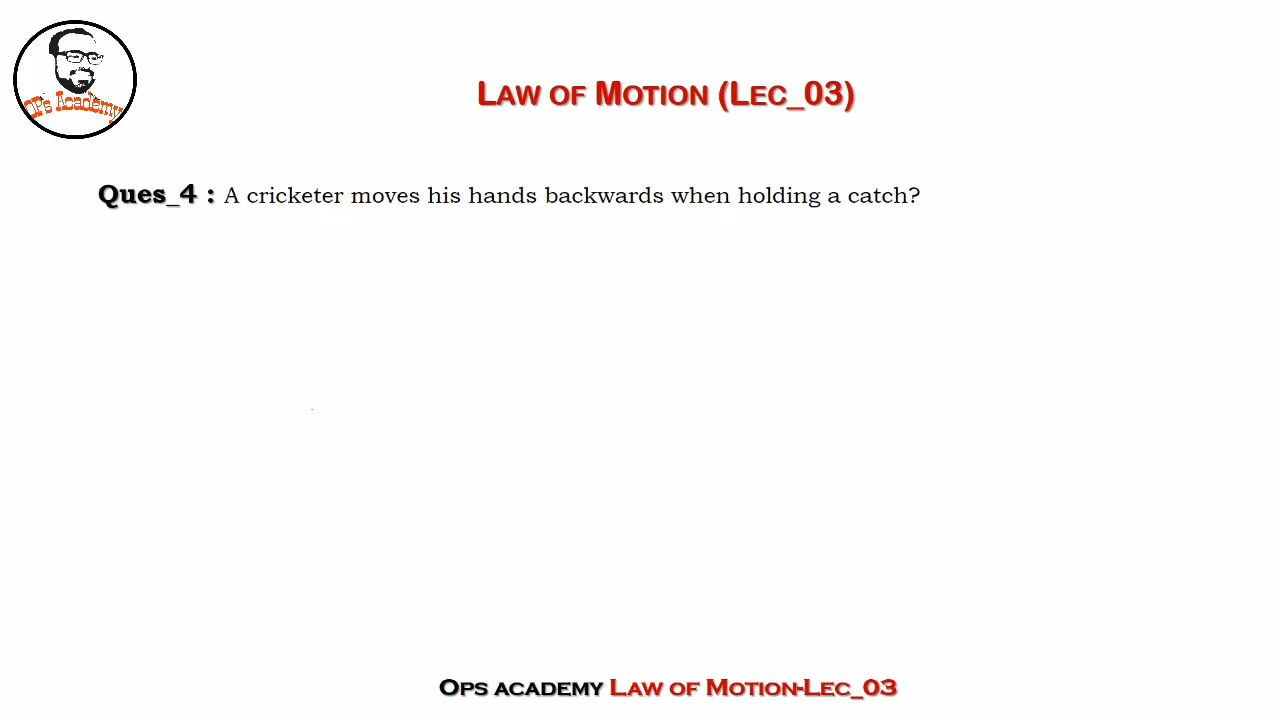 OPs Academy
LAW OF MOTION (LEC_03)
Ques_4 : A cricketer moves his hands backwards when holding a catch?
OPS ACADEMY LAW OF MOTION-LEC_03